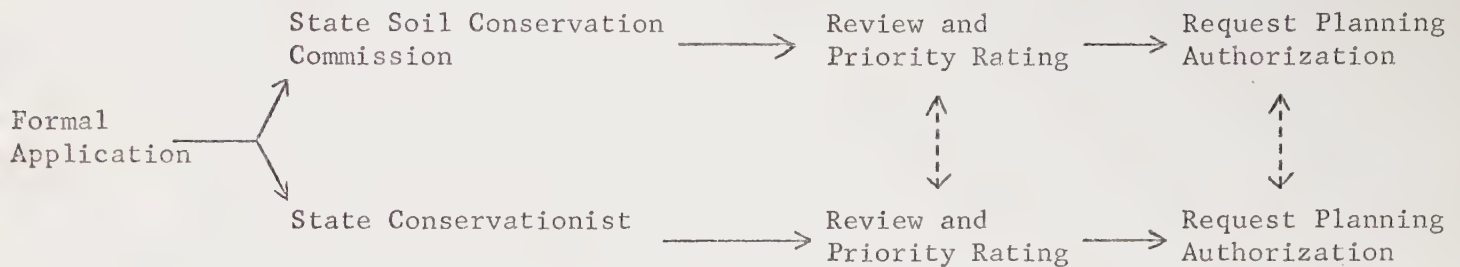 State Soil Conservation
Commission
Review and
Priority Rating
Request Planning
Authorization
Formal
Application
State Conservationist
Review and
Priority Rating
Request Planning
Authorization